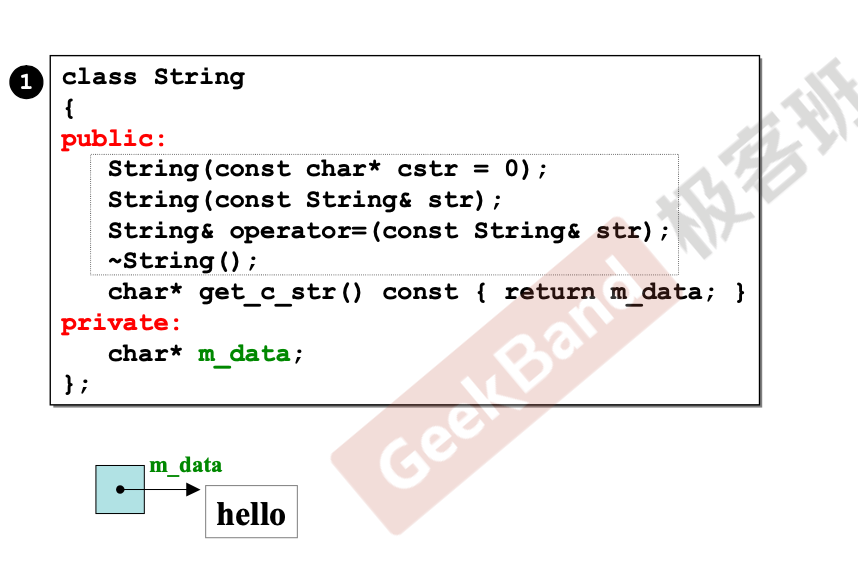 1
class String
{
public:
String(const char* cstr = 0);
String(const String& str);
String& operator=(const String& str);
~String();
char* get_c_str() const { return m_data; }
private:
char* m_data;
};
m_data
hello
GeekBand 极客班